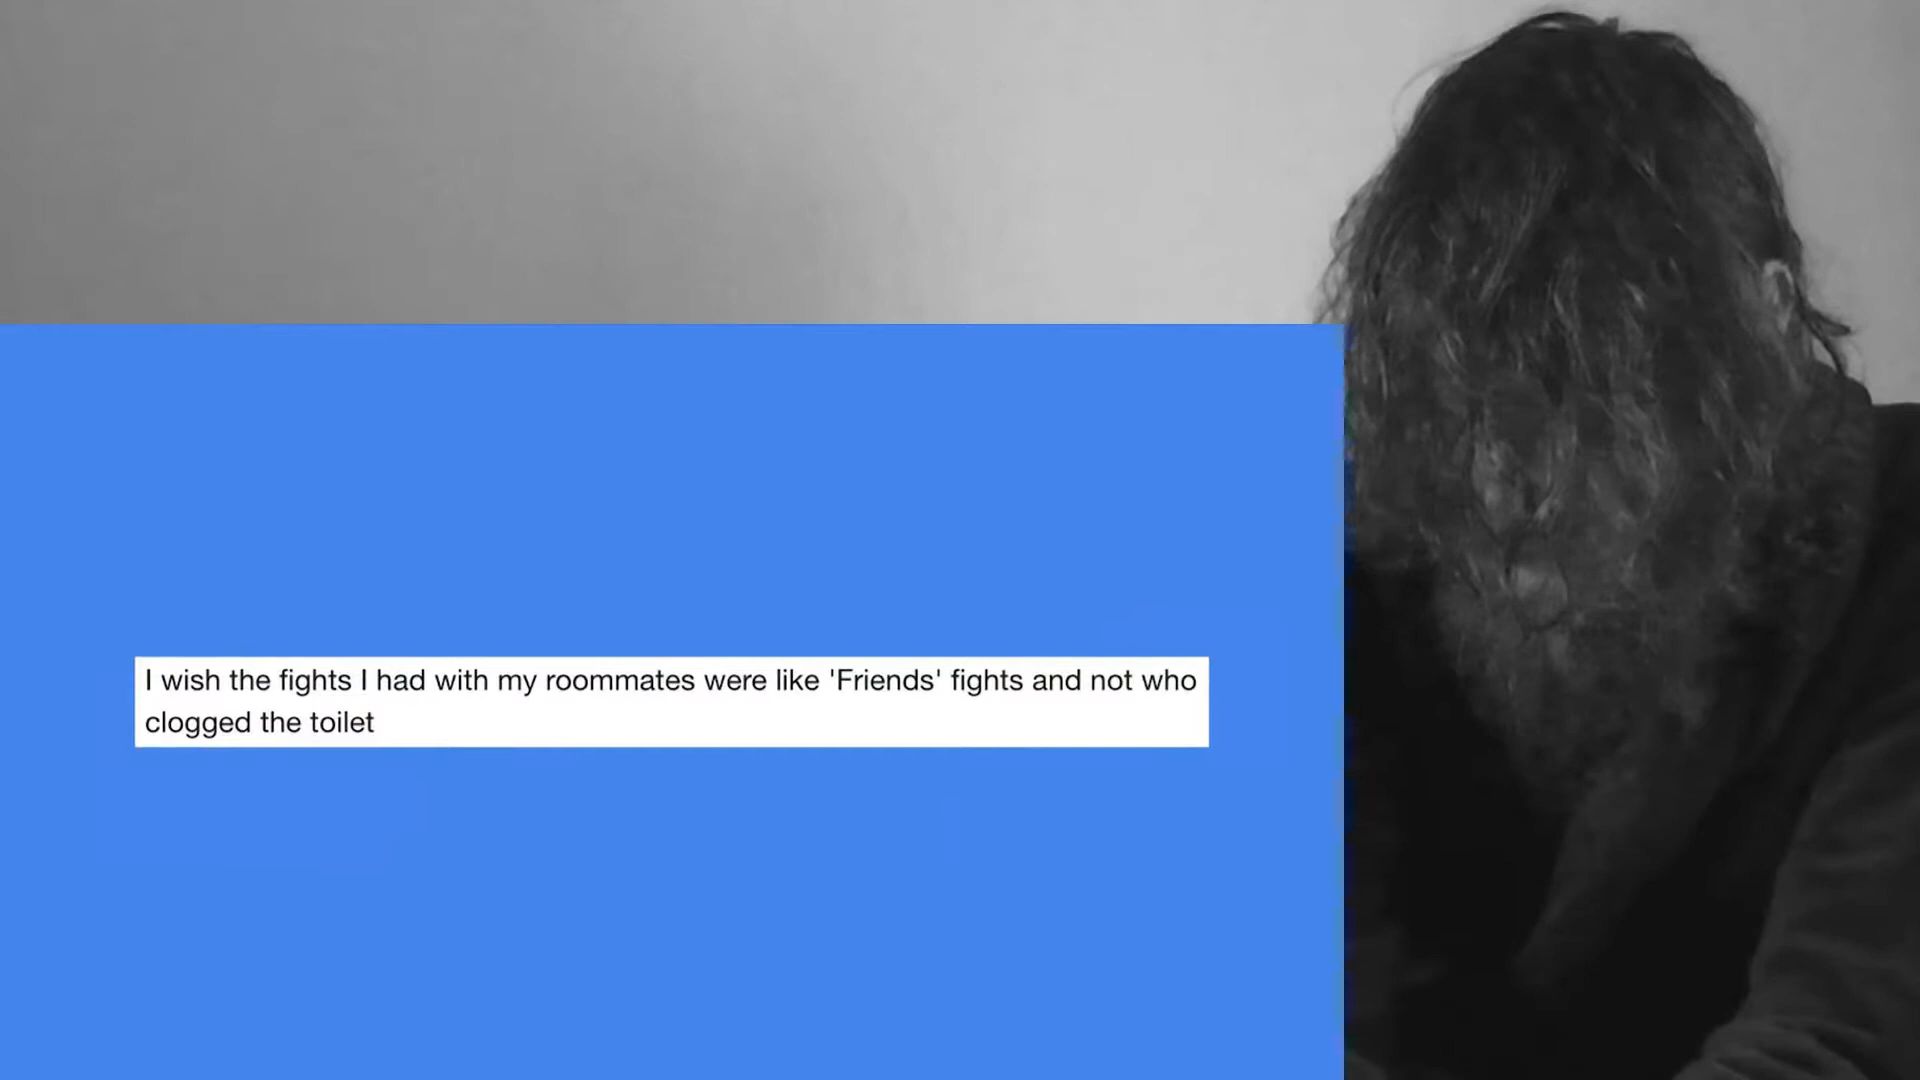 I wish the fights I had with my roommates were like 'Friends' fights and not who
clogged the toilet